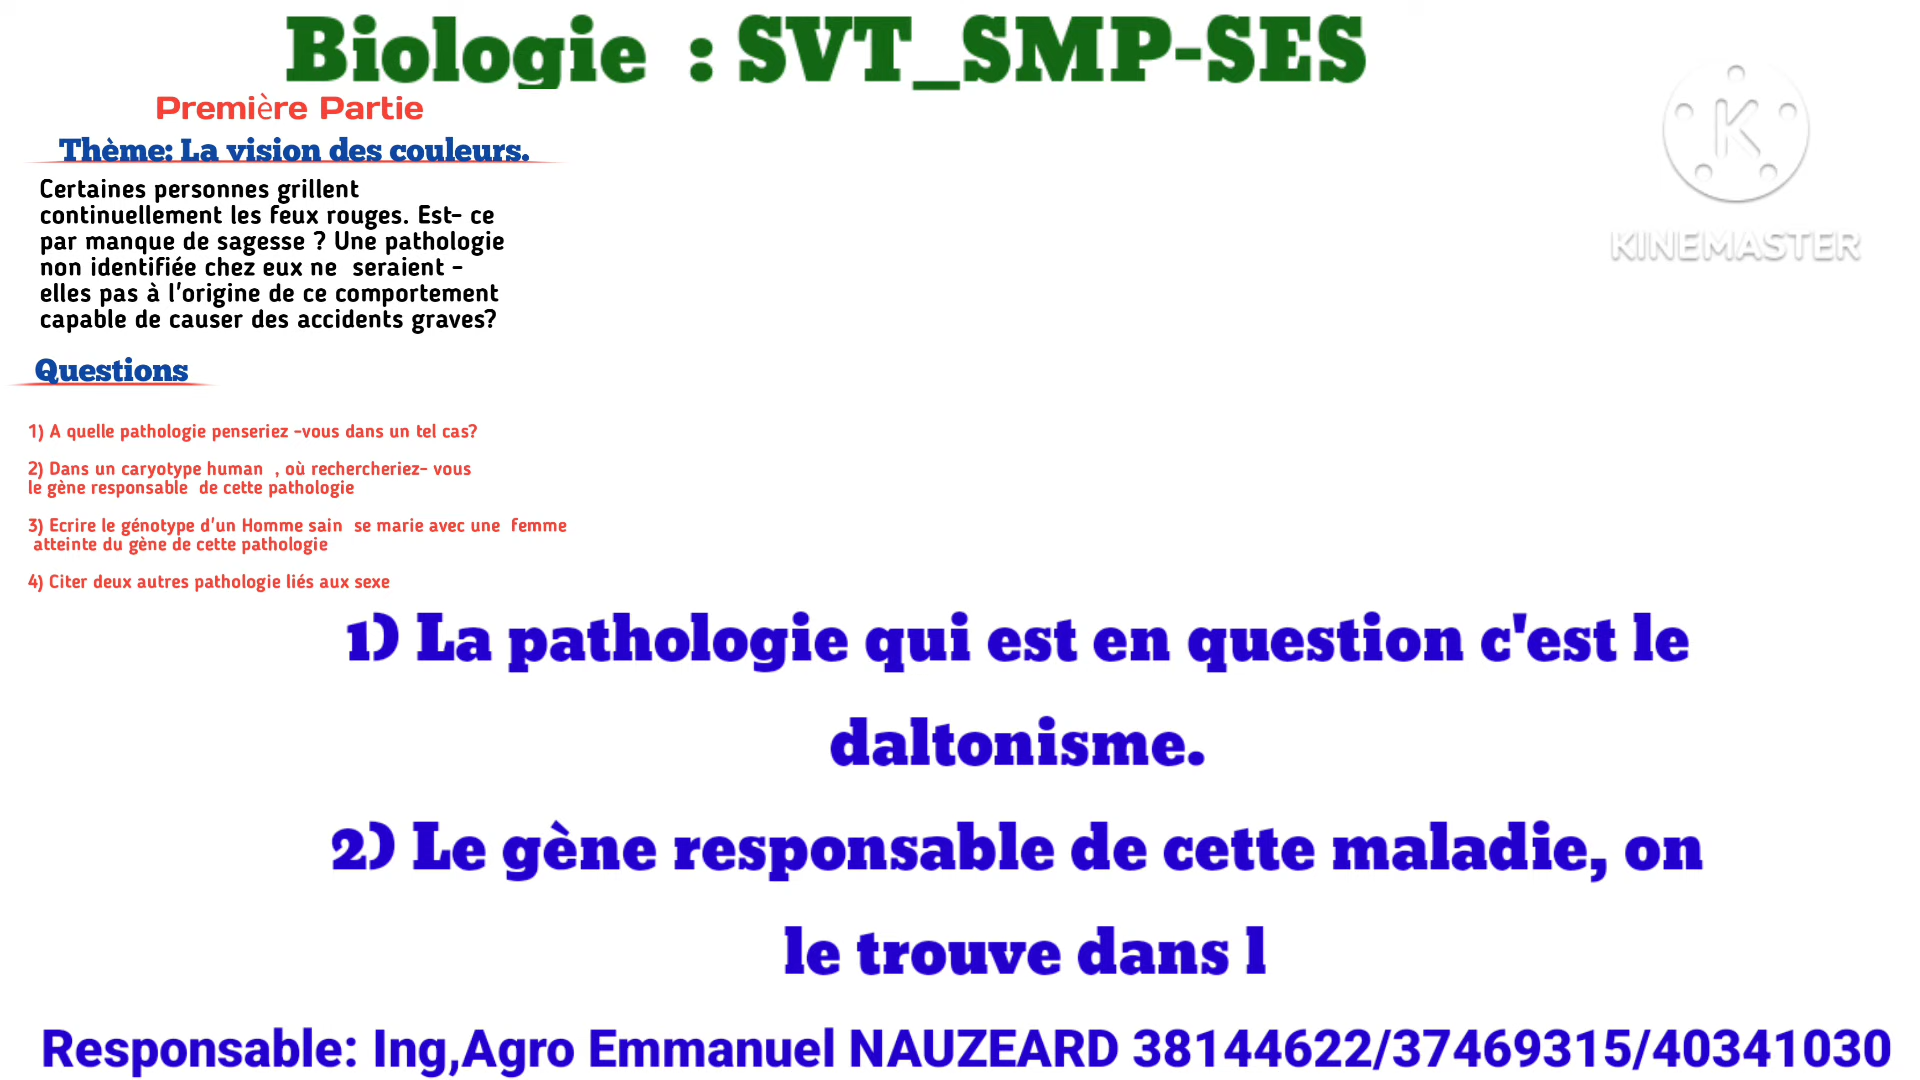 Biologie : SVT_SMP-SES
Première Partie
Thème: La vision des couleurs.
Certaines personnes grillent
continuellement les feux rouges. Est- ce
par manque de sagesse ? Une pathologie
non identifiée chez eux ne seraient -
elles pas à l'origine de ce comportement
capable de causer des accidents graves?
KINEMASTER
Questions
1) A quelle pathologie penseriez -vous dans un tel cas?
2) Dans un caryotype human , où rechercheriez- vous
le gène responsable de cette pathologie
3) Ecrire le génotype d'un Homme sain se marie avec une femme
atteinte du gène de cette pathologie
4) Citer deux autres pathologie liés aux sexe
1) La pathologie qui est en question c'est le
daltonisme.
2) Le gène responsable de cette maladie, on
le trouve dans l
Responsable: Ing,Agro Emmanuel NAUZEARD 38144622/37469315/40341030